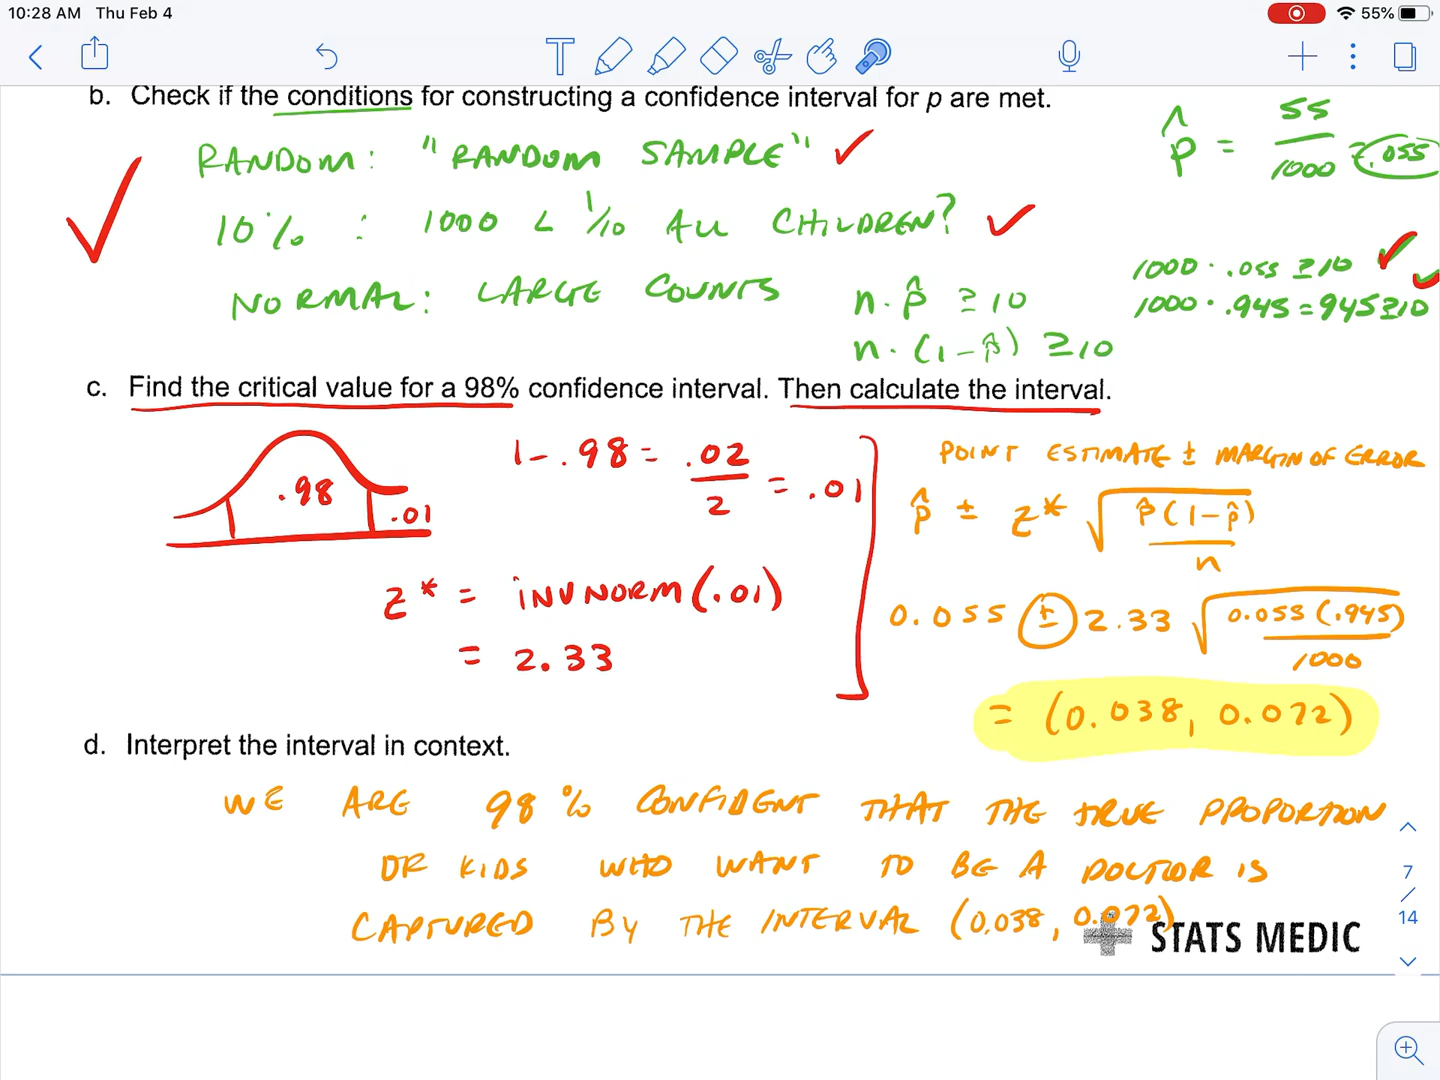 10:28 AM Thu Feb 4
55%
b. Check if the conditions for constructing a confidence interval for p are met.
RANDOM: "RANDOM SAMPLE" ✓
10% : 1000 < 1/10 ALL CHILDREN? ✓
NORMAL: LARGE COUNTS
n · p̂ ≥ 10
n · (1 - p̂) ≥ 10
p̂ = 55/1000 = .055
1000 · .055 ≥ 10 ✓
1000 · .945 = 945 ≥ 10 ✓
c. Find the critical value for a 98% confidence interval. Then calculate the interval.
.98
.01
1 - .98 = .02/2 = .01
z* = invNORM(.01)
= 2.33
POINT ESTIMATE ± MARGIN OF ERROR
p̂ ± z* √(p̂(1-p̂)/n)
0.055 ± 2.33 √(0.055(.945)/1000)
= (0.038, 0.072)
d. Interpret the interval in context.
WE ARE 98% CONFIDENT THAT THE TRUE PROPORTION
OF KIDS WHO WANT TO BE A DOCTOR IS
CAPTURED BY THE INTERVAL (0.038, 0.072)
STATS MEDIC
7
/
14